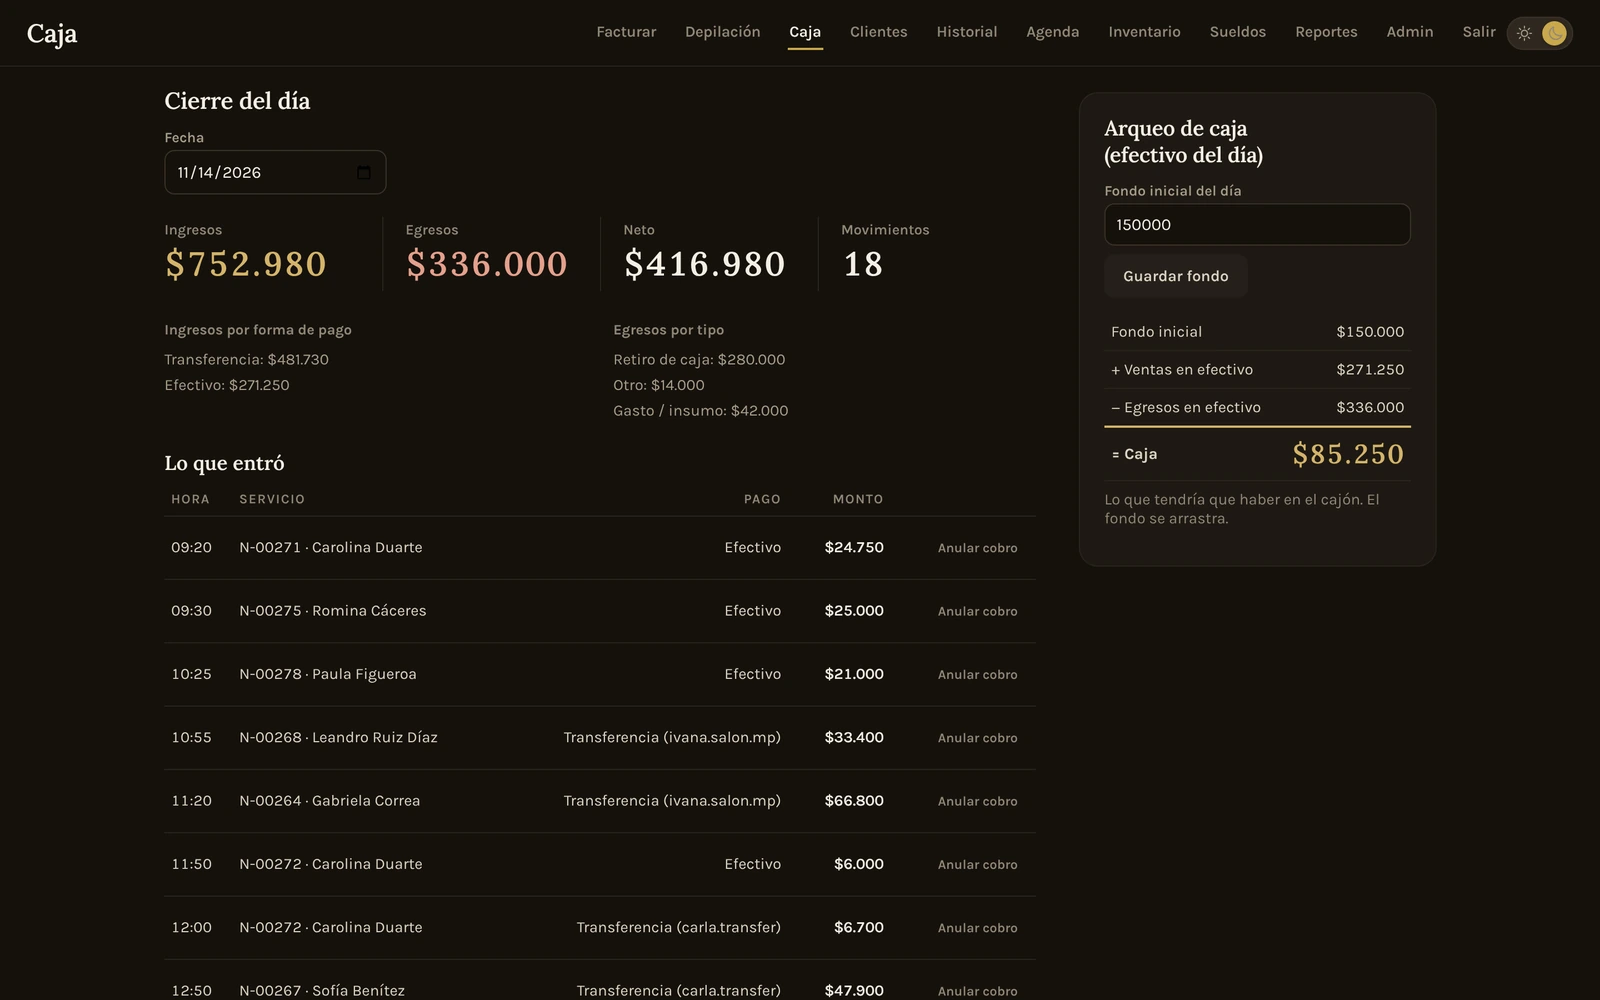 Caja
Facturar Depilación Caja Clientes Historial Agenda Inventario Sueldos Reportes Admin Salir
Cierre del día
Fecha
11/14/2026
Ingresos
$752.980
Egresos
$336.000
Neto
$416.980
Movimientos
18
Ingresos por forma de pago
Transferencia: $481.730
Efectivo: $271.250
Egresos por tipo
Retiro de caja: $280.000
Otro: $14.000
Gasto / insumo: $42.000
Lo que entró
HORA SERVICIO PAGO MONTO
09:20 N-00271 · Carolina Duarte Efectivo $24.750 Anular cobro
09:30 N-00275 · Romina Cáceres Efectivo $25.000 Anular cobro
10:25 N-00278 · Paula Figueroa Efectivo $21.000 Anular cobro
10:55 N-00268 · Leandro Ruiz Díaz Transferencia (ivana.salon.mp) $33.400 Anular cobro
11:20 N-00264 · Gabriela Correa Transferencia (ivana.salon.mp) $66.800 Anular cobro
11:50 N-00272 · Carolina Duarte Efectivo $6.000 Anular cobro
12:00 N-00272 · Carolina Duarte Transferencia (carla.transfer) $6.700 Anular cobro
12:50 N-00267 · Sofía Benítez Transferencia (carla.transfer) $47.900 Anular cobro
Arqueo de caja
(efectivo del día)
Fondo inicial del día
150000
Guardar fondo
Fondo inicial $150.000
+ Ventas en efectivo $271.250
− Egresos en efectivo $336.000
= Caja $85.250
Lo que tendría que haber en el cajón. El
fondo se arrastra.